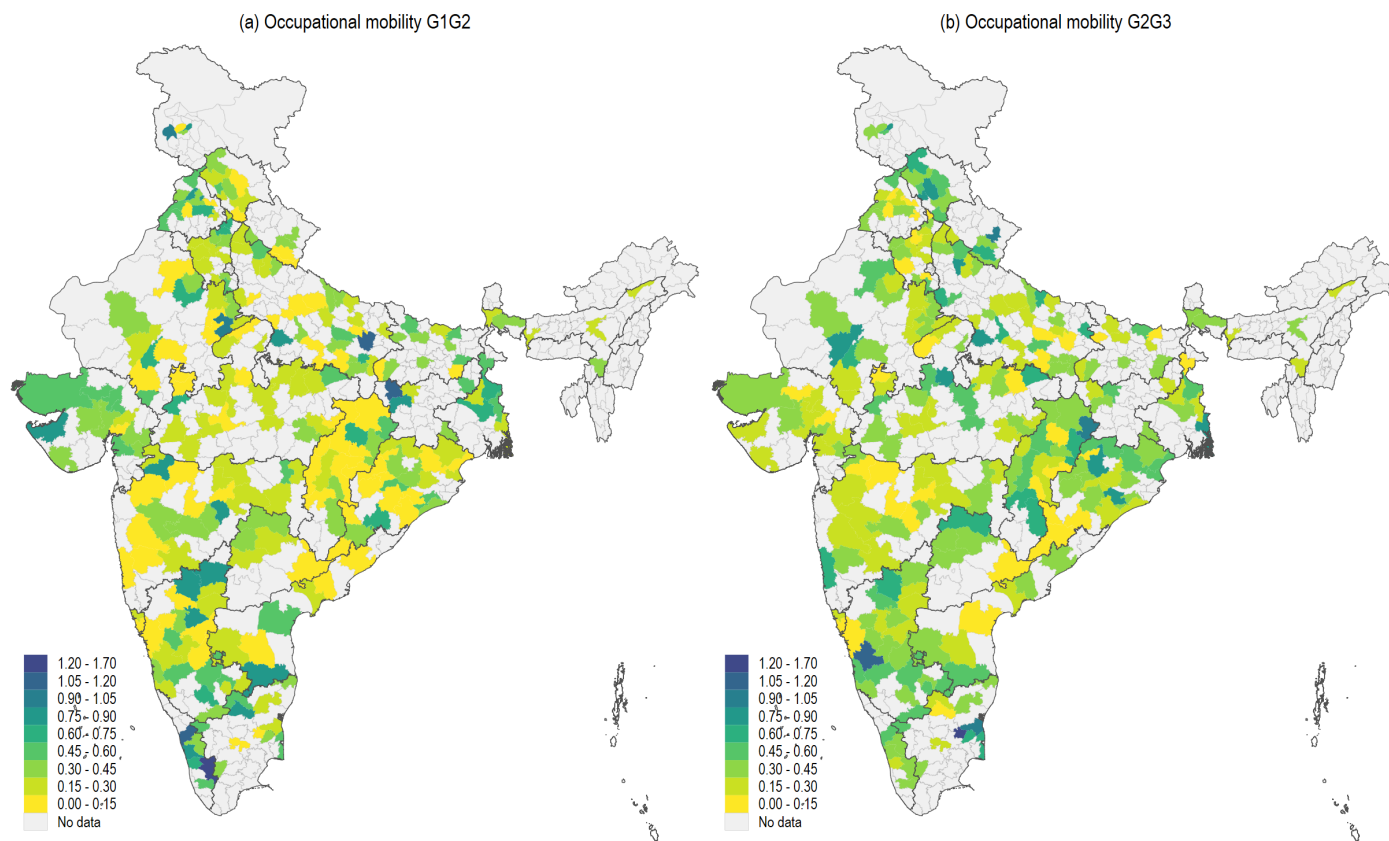 (a) Occupational mobility G1G2
(b) Occupational mobility G2G3
1.20 - 1.70
1.05 - 1.20
0.90 - 1.05
0.75 - 0.90
0.60 - 0.75
0.45 - 0.60
0.30 - 0.45
0.15 - 0.30
0.00 - 0.15
No data
1.20 - 1.70
1.05 - 1.20
0.90 - 1.05
0.75 - 0.90
0.60 - 0.75
0.45 - 0.60
0.30 - 0.45
0.15 - 0.30
0.00 - 0.15
No data